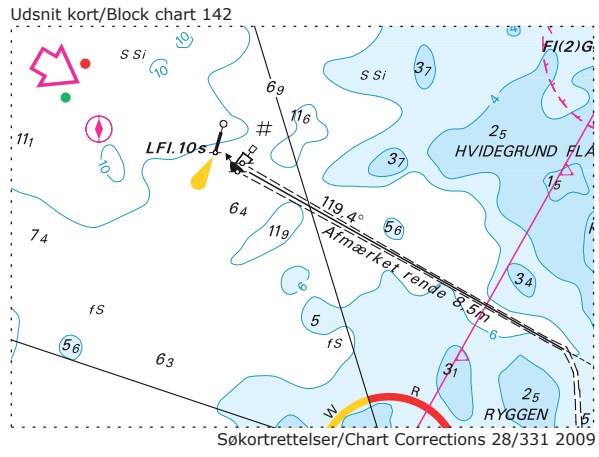 Udsnit kort/Block chart 142
S Si
10
10
10
11₁
LFl.10s
6₉
11₆
#
S Si
3₇
4
Fl(2)G
2₅
HVIDEGRUND FLA
3₇
1₅
6₄
11₉
119.4°
Afmærket rende 8,5m
5₆
7₄
6
fS
5
fS
3₄
6
5₆
6₃
3₁
2₅
RYGGEN
5
W
R
Søkortrettelser/Chart Corrections 28/331 2009